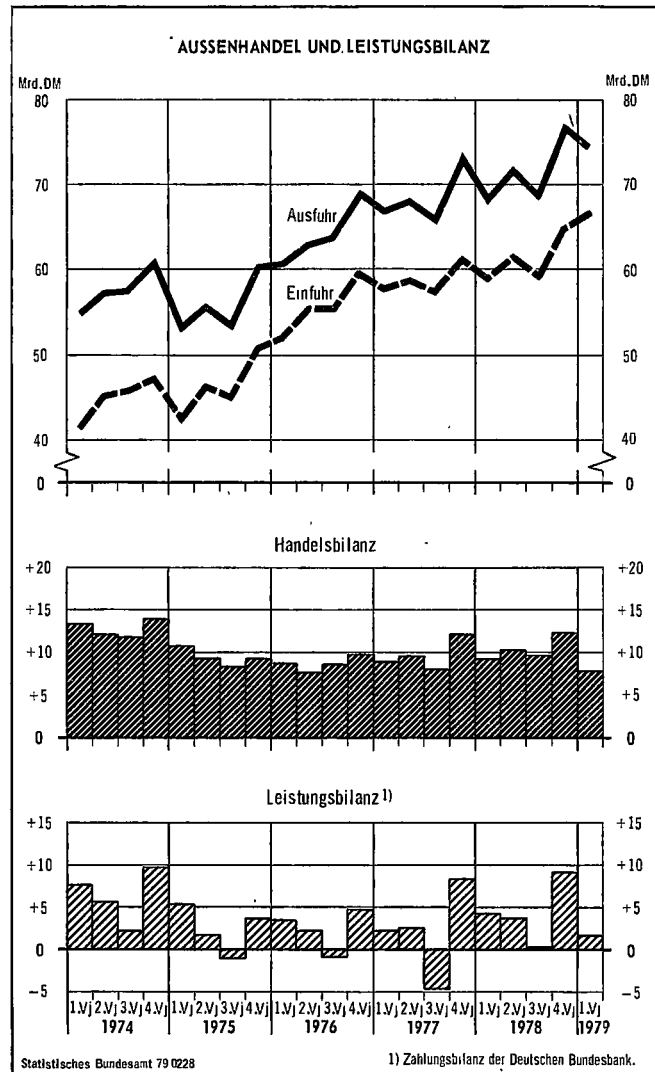 AUSSENHANDEL UND LEISTUNGSBILANZ
Mrd.DM Mrd.DM
80 80
70 70
Ausfuhr
60 60
Einfuhr
50 50
40 40
0 0
Handelsbilanz
+20 +20
+15 +15
+10 +10
+5 +5
0 0
Leistungsbilanz 1)
+15 +15
+10 +10
+5 +5
0 0
−5 −5
1.Vj 2.Vj 3.Vj 4.Vj 1.Vj 2.Vj 3.Vj 4.Vj 1.Vj 2.Vj 3.Vj 4.Vj 1.Vj 2.Vj 3.Vj 4.Vj 1.Vj 2.Vj 3.Vj 4.Vj 1.Vj
1974 1975 1976 1977 1978 1979
Statistisches Bundesamt 79 0228 1) Zahlungsbilanz der Deutschen Bundesbank.